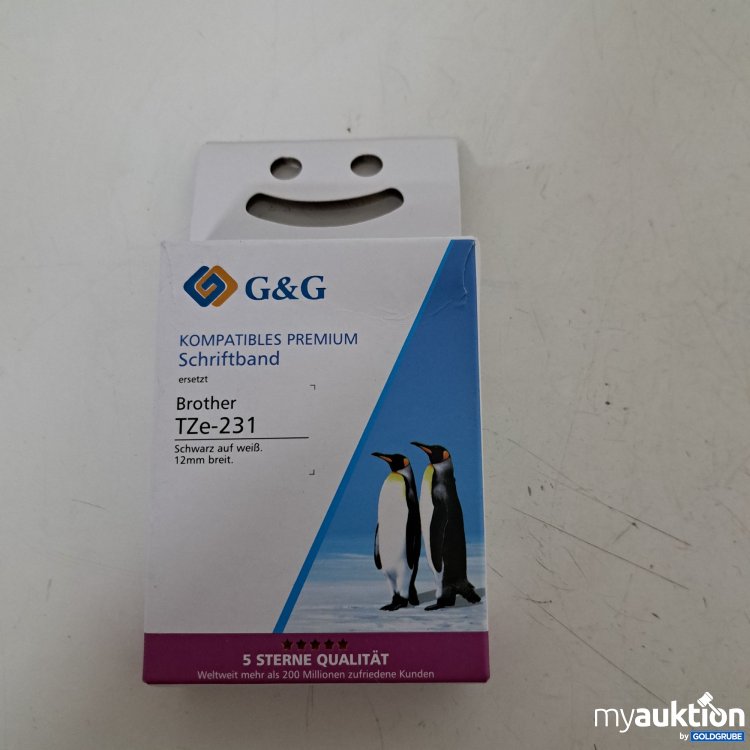 G&G
KOMPATIBLES PREMIUM
Schriftband
ersetzt
Brother
TZe-231
Schwarz auf weiß.
12mm breit.
5 STERNE QUALITÄT
Weltweit mehr als 200 Millionen zufriedene Kunden
myauktion
by GOLDGRUBE